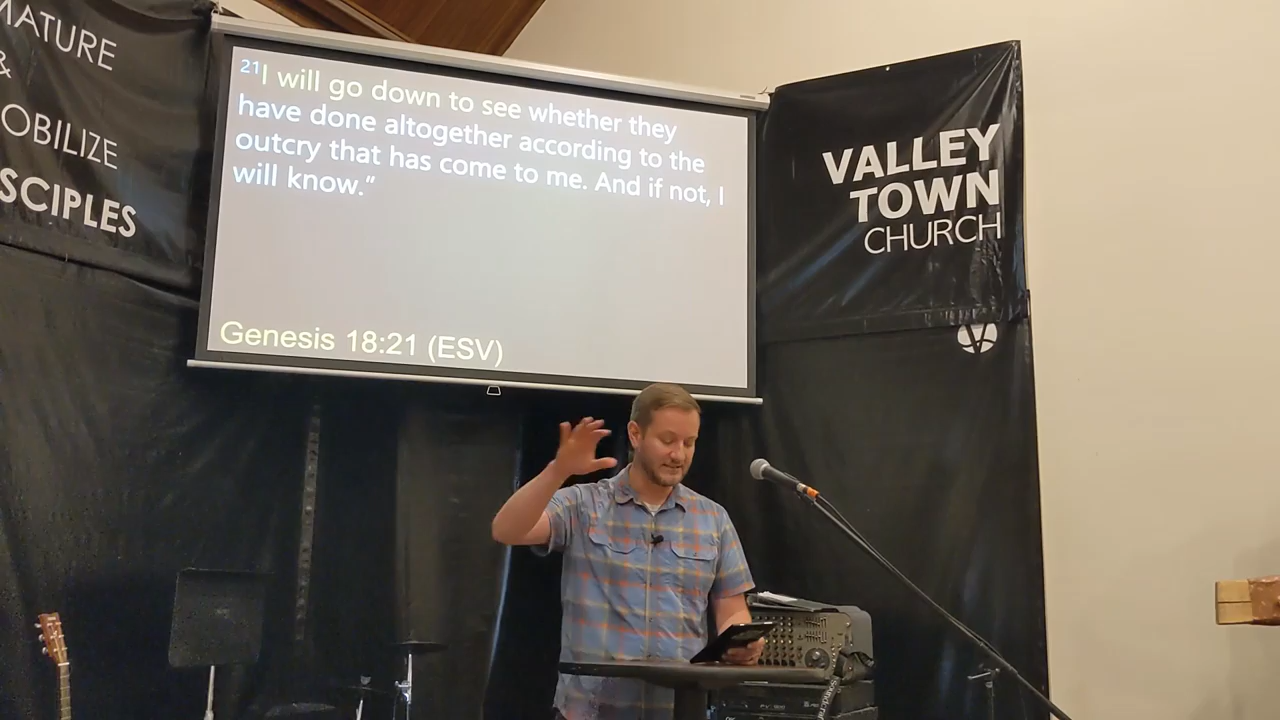 MATURE
&
OBILIZE
SCIPLES
21I will go down to see whether they
have done altogether according to the
outcry that has come to me. And if not, I
will know.”
Genesis 18:21 (ESV)
VALLEY
TOWN
CHURCH